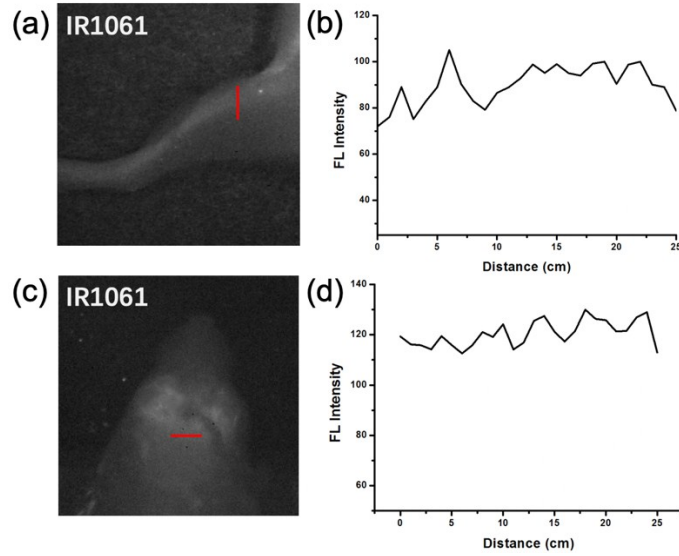 (a)
IR1061
(b)
120
100
80
60
40
FL Intensity
0 5 10 15 20 25
Distance (cm)
(c)
IR1061
(d)
140
120
100
80
60
FL Intensity
0 5 10 15 20 25
Distance (cm)